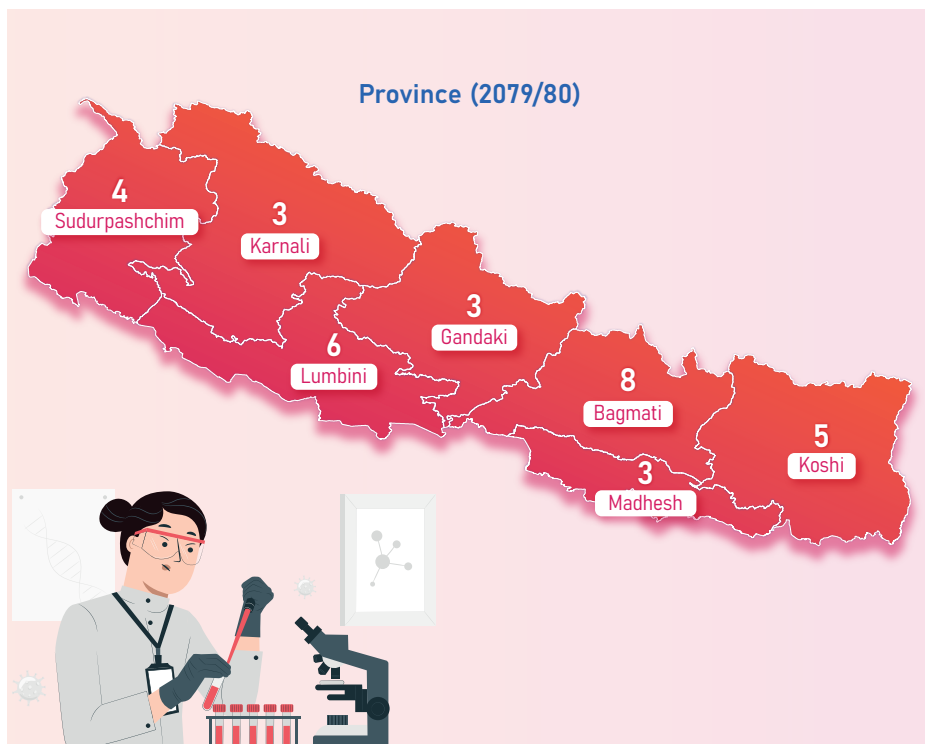 Province (2079/80)
4
Sudurpashchim
3
Karnali
3
Gandaki
6
Lumbini
8
Bagmati
5
Koshi
3
Madhesh